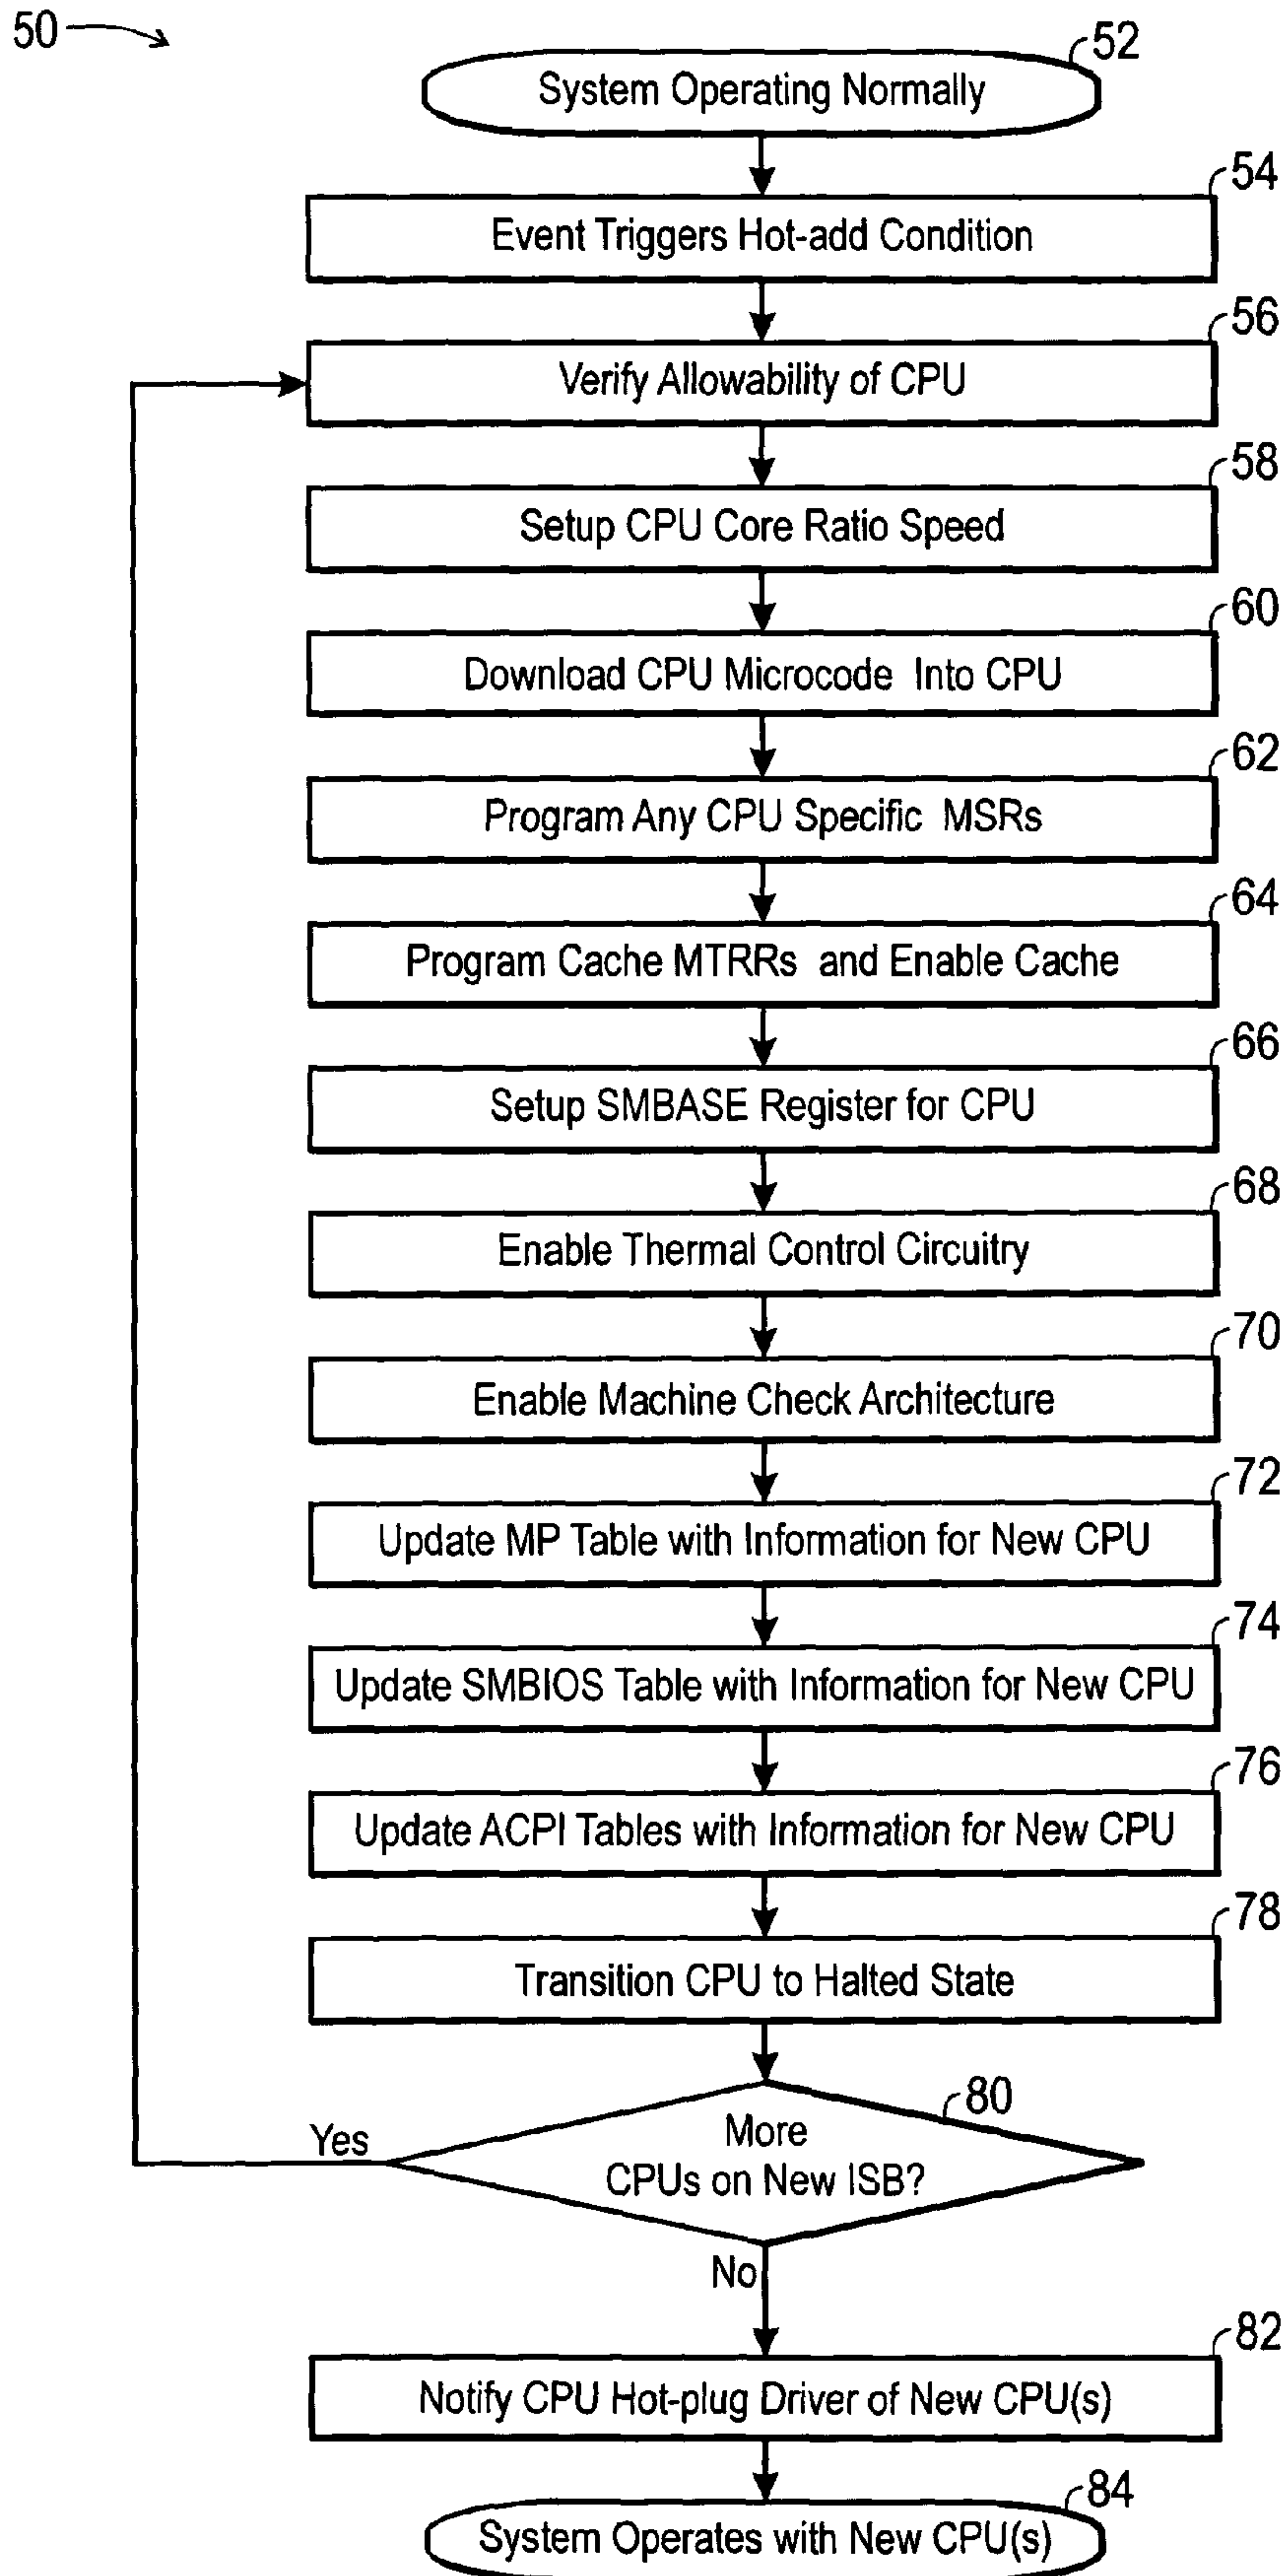 50
52
System Operating Normally
54
Event Triggers Hot-add Condition
56
Verify Allowability of CPU
58
Setup CPU Core Ratio Speed
60
Download CPU Microcode Into CPU
62
Program Any CPU Specific MSRs
64
Program Cache MTRRs and Enable Cache
66
Setup SMBASE Register for CPU
68
Enable Thermal Control Circuitry
70
Enable Machine Check Architecture
72
Update MP Table with Information for New CPU
74
Update SMBIOS Table with Information for New CPU
76
Update ACPI Tables with Information for New CPU
78
Transition CPU to Halted State
80
More
CPUs on New ISB?
Yes
No
82
Notify CPU Hot-plug Driver of New CPU(s)
84
System Operates with New CPU(s)